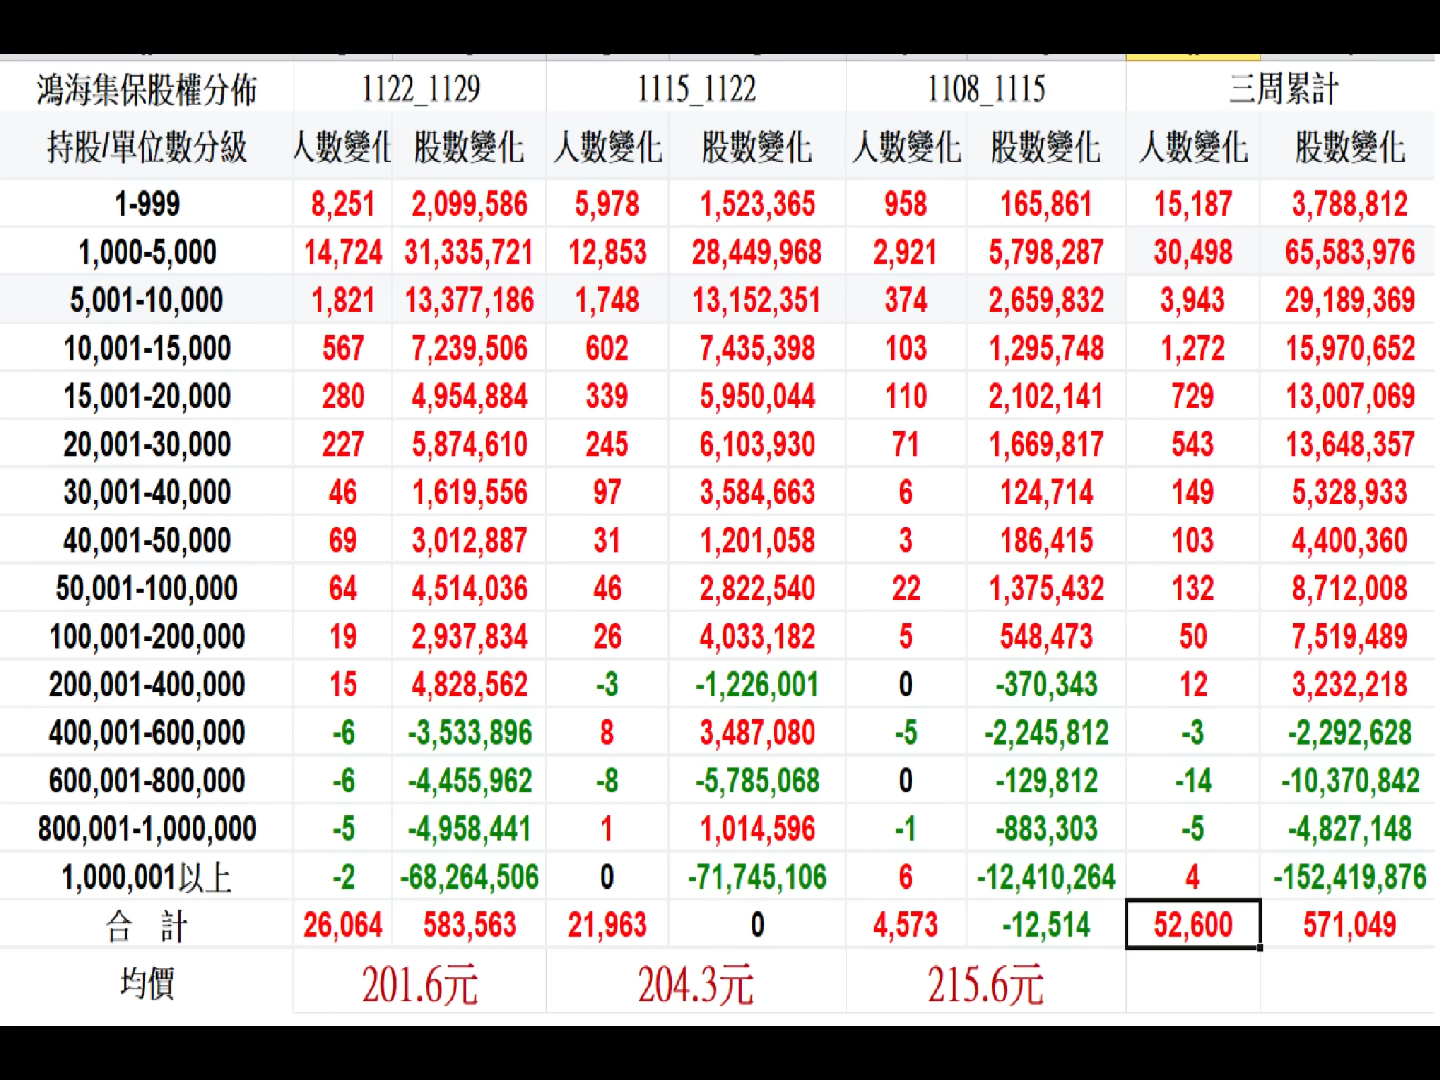 鴻海集保股權分佈 1122_1129 1115_1122 1108_1115 三周累計
持股/單位數分級 人數變化 股數變化 人數變化 股數變化 人數變化 股數變化 人數變化 股數變化
1-999 8,251 2,099,586 5,978 1,523,365 958 165,861 15,187 3,788,812
1,000-5,000 14,724 31,335,721 12,853 28,449,968 2,921 5,798,287 30,498 65,583,976
5,001-10,000 1,821 13,377,186 1,748 13,152,351 374 2,659,832 3,943 29,189,369
10,001-15,000 567 7,239,506 602 7,435,398 103 1,295,748 1,272 15,970,652
15,001-20,000 280 4,954,884 339 5,950,044 110 2,102,141 729 13,007,069
20,001-30,000 227 5,874,610 245 6,103,930 71 1,669,817 543 13,648,357
30,001-40,000 46 1,619,556 97 3,584,663 6 124,714 149 5,328,933
40,001-50,000 69 3,012,887 31 1,201,058 3 186,415 103 4,400,360
50,001-100,000 64 4,514,036 46 2,822,540 22 1,375,432 132 8,712,008
100,001-200,000 19 2,937,834 26 4,033,182 5 548,473 50 7,519,489
200,001-400,000 15 4,828,562 -3 -1,226,001 0 -370,343 12 3,232,218
400,001-600,000 -6 -3,533,896 8 3,487,080 -5 -2,245,812 -3 -2,292,628
600,001-800,000 -6 -4,455,962 -8 -5,785,068 0 -129,812 -14 -10,370,842
800,001-1,000,000 -5 -4,958,441 1 1,014,596 -1 -883,303 -5 -4,827,148
1,000,001以上 -2 -68,264,506 0 -71,745,106 6 -12,410,264 4 -152,419,876
合 計 26,064 583,563 21,963 0 4,573 -12,514 52,600 571,049
均價 201.6元 204.3元 215.6元